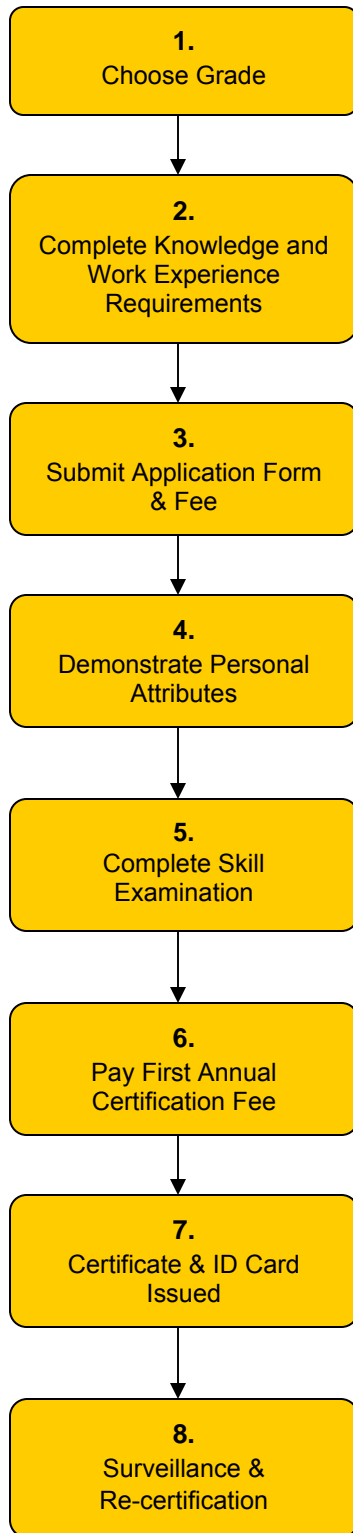 1.
Choose Grade
2.
Complete Knowledge and
Work Experience
Requirements
3.
Submit Application Form
& Fee
4.
Demonstrate Personal
Attributes
5.
Complete Skill
Examination
6.
Pay First Annual
Certification Fee
7.
Certificate & ID Card
Issued
8.
Surveillance &
Re-certification